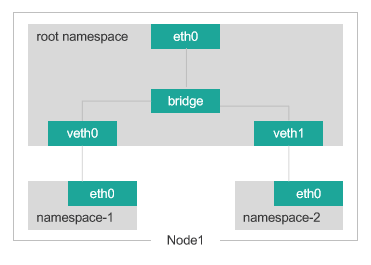 root namespace
eth0
bridge
veth0
veth1
eth0
eth0
namespace-1
namespace-2
Node1